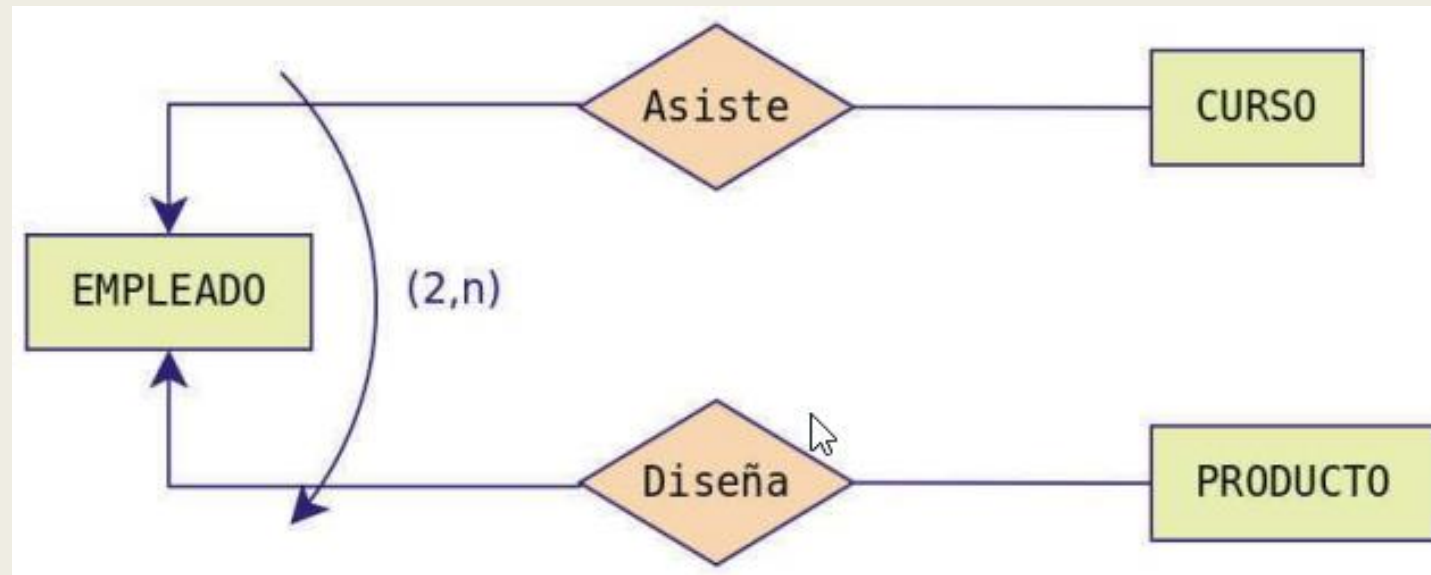 Asiste
CURSO
EMPLEADO
(2,n)
Diseña
PRODUCTO